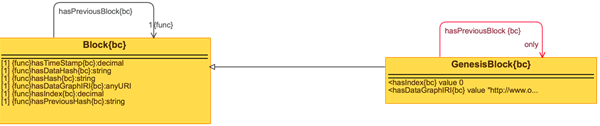 hasPreviousBlock{bc}
1{func}
Block{bc}
[1] {func}hasTimeStamp{bc}:decimal
[1] {func}hasDataHash{bc}:string
[1] {func}hasHash{bc}:string
[1] {func}hasDataGraphIRI{bc}:anyURI
[1] {func}hasIndex{bc}:decimal
[1] {func}hasPreviousHash{bc}:string
hasPreviousBlock {bc}
only
GenesisBlock{bc}
<hasIndex{bc} value 0
<hasDataGraphIRI{bc} value "http://www.o...